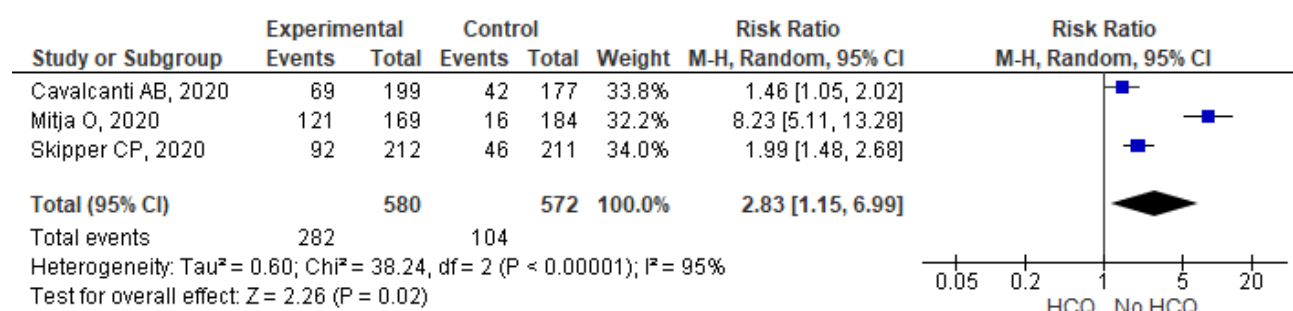 Experimental Control Risk Ratio Risk Ratio
Study or Subgroup Events Total Events Total Weight M-H, Random, 95% CI M-H, Random, 95% CI
Cavalcanti AB, 2020 69 199 42 177 33.8% 1.46 [1.05, 2.02]
Mitja O, 2020 121 169 16 184 32.2% 8.23 [5.11, 13.28]
Skipper CP, 2020 92 212 46 211 34.0% 1.99 [1.48, 2.68]
Total (95% CI) 580 572 100.0% 2.83 [1.15, 6.99]
Total events 282 104
Heterogeneity: Tau² = 0.60; Chi² = 38.24, df = 2 (P < 0.00001); I² = 95%
Test for overall effect: Z = 2.26 (P = 0.02)
0.05 0.2 1 5 20
HCQ No HCQ